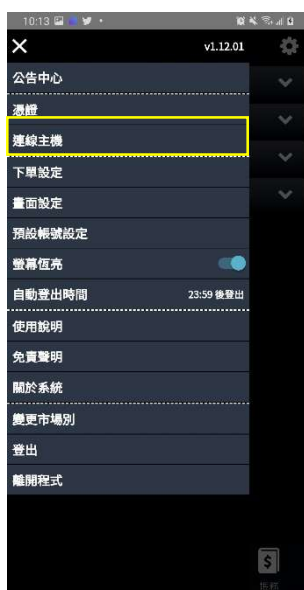 10:13
v1.12.01
公告中心
憑證
連線主機
下單設定
畫面設定
預設帳號設定
螢幕恆亮
自動登出時間 23:59 後登出
使用說明
免責聲明
關於系統
變更市場別
登出
離開程式